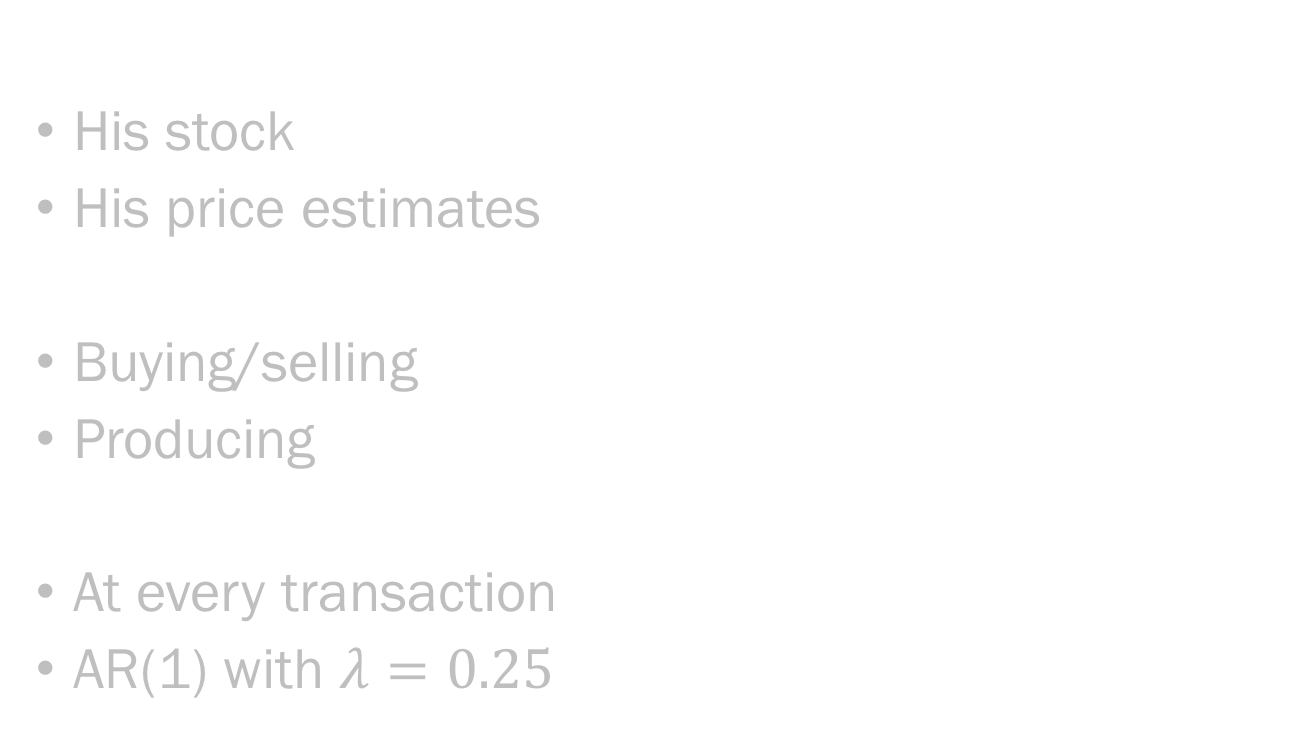 • His stock
• His price estimates
• Buying/selling
• Producing
• At every transaction
• AR(1) with 𝜆 = 0.25